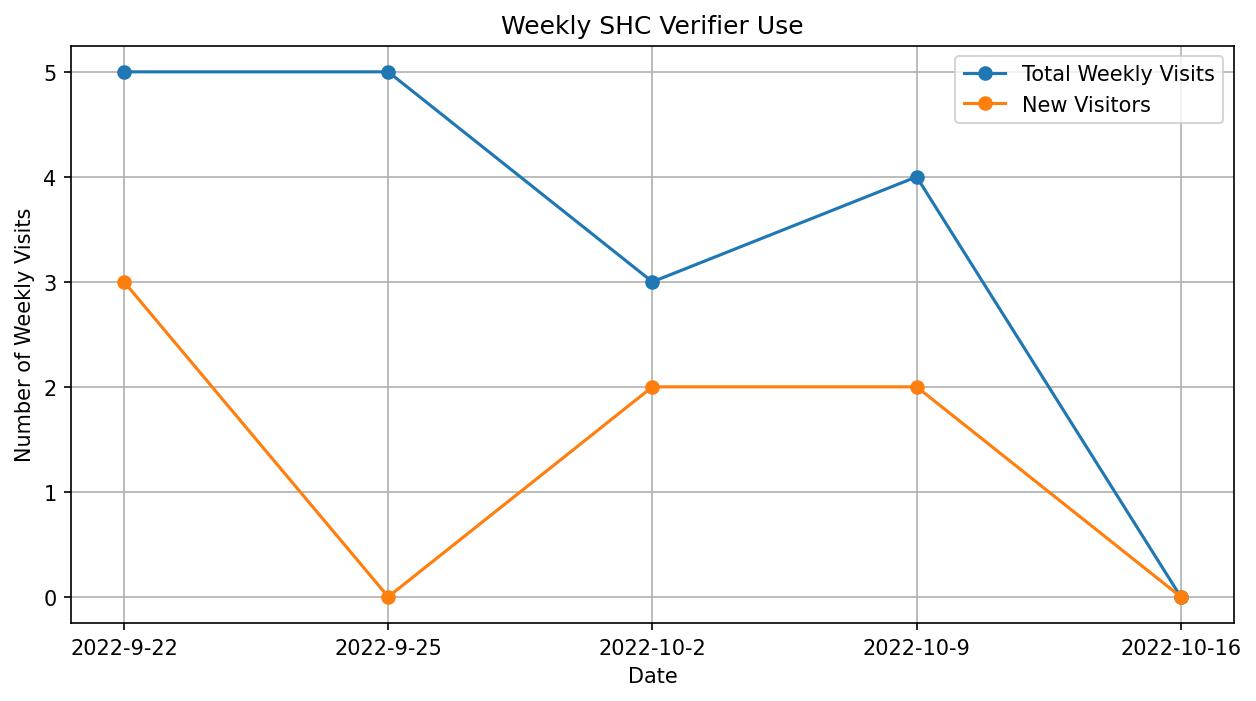 Weekly SHC Verifier Use
Total Weekly Visits
New Visitors
Number of Weekly Visits
5
4
3
2
1
0
2022-9-22 2022-9-25 2022-10-2 2022-10-9 2022-10-16
Date